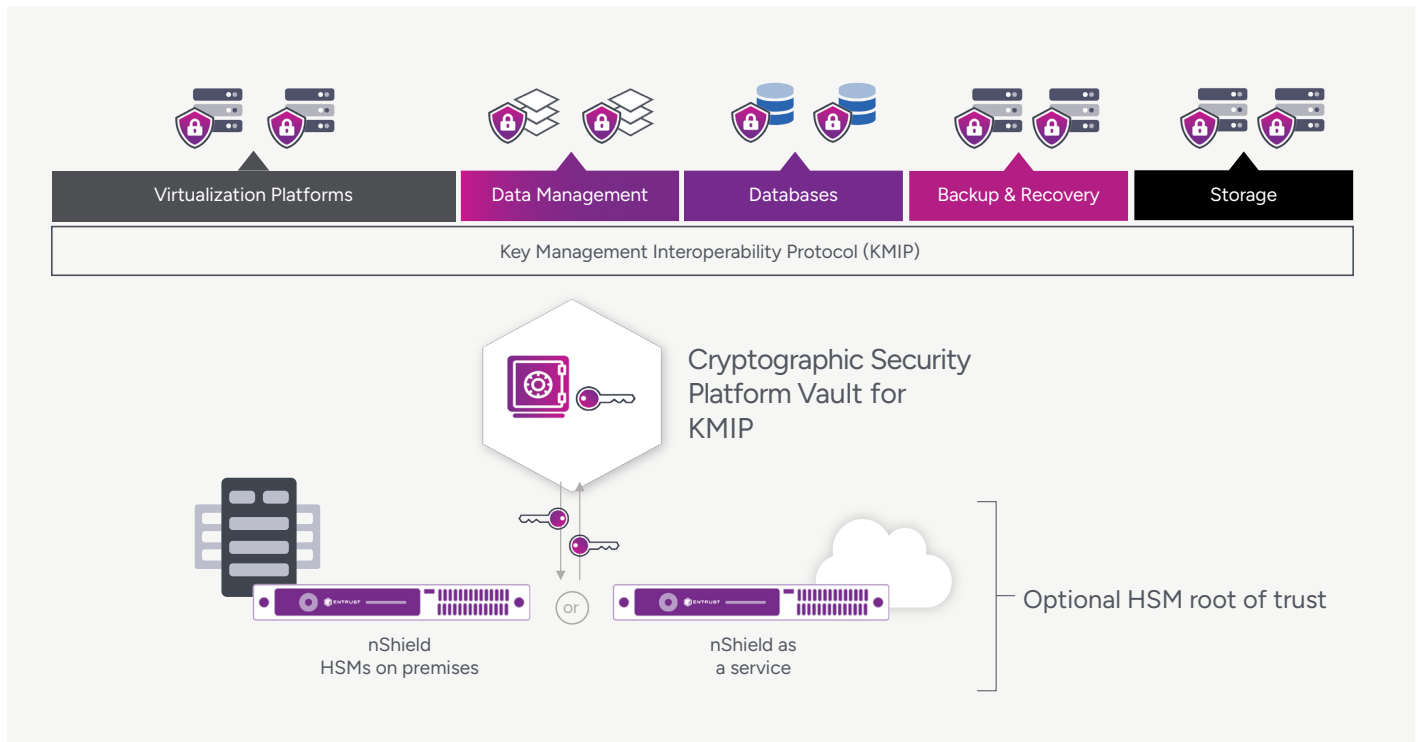 Virtualization Platforms
Data Management
Databases
Backup & Recovery
Storage
Key Management Interoperability Protocol (KMIP)
Cryptographic Security
Platform Vault for
KMIP
ENTRUST
or
ENTRUST
Optional HSM root of trust
nShield
HSMs on premises
nShield as
a service